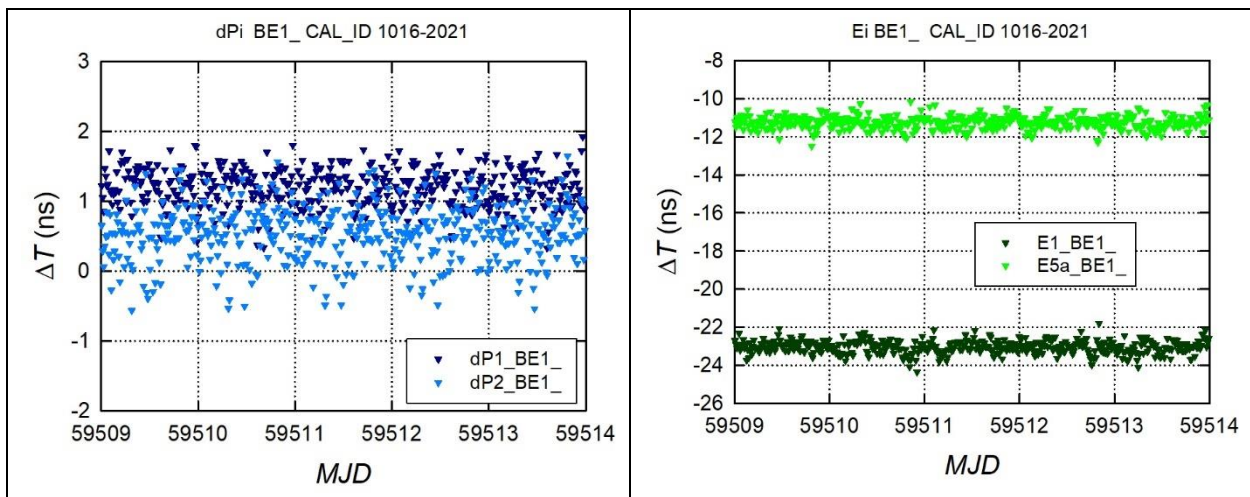 dPi BE1_ CAL_ID 1016-2021
3
2
1
0
-1
-2
ΔT (ns)
dP1_BE1_
dP2_BE1_
59509 59510 59511 59512 59513 59514
MJD
Ei BE1_ CAL_ID 1016-2021
-8
-10
-12
-14
-16
-18
-20
-22
-24
-26
ΔT (ns)
E1_BE1_
E5a_BE1_
59509 59510 59511 59512 59513 59514
MJD